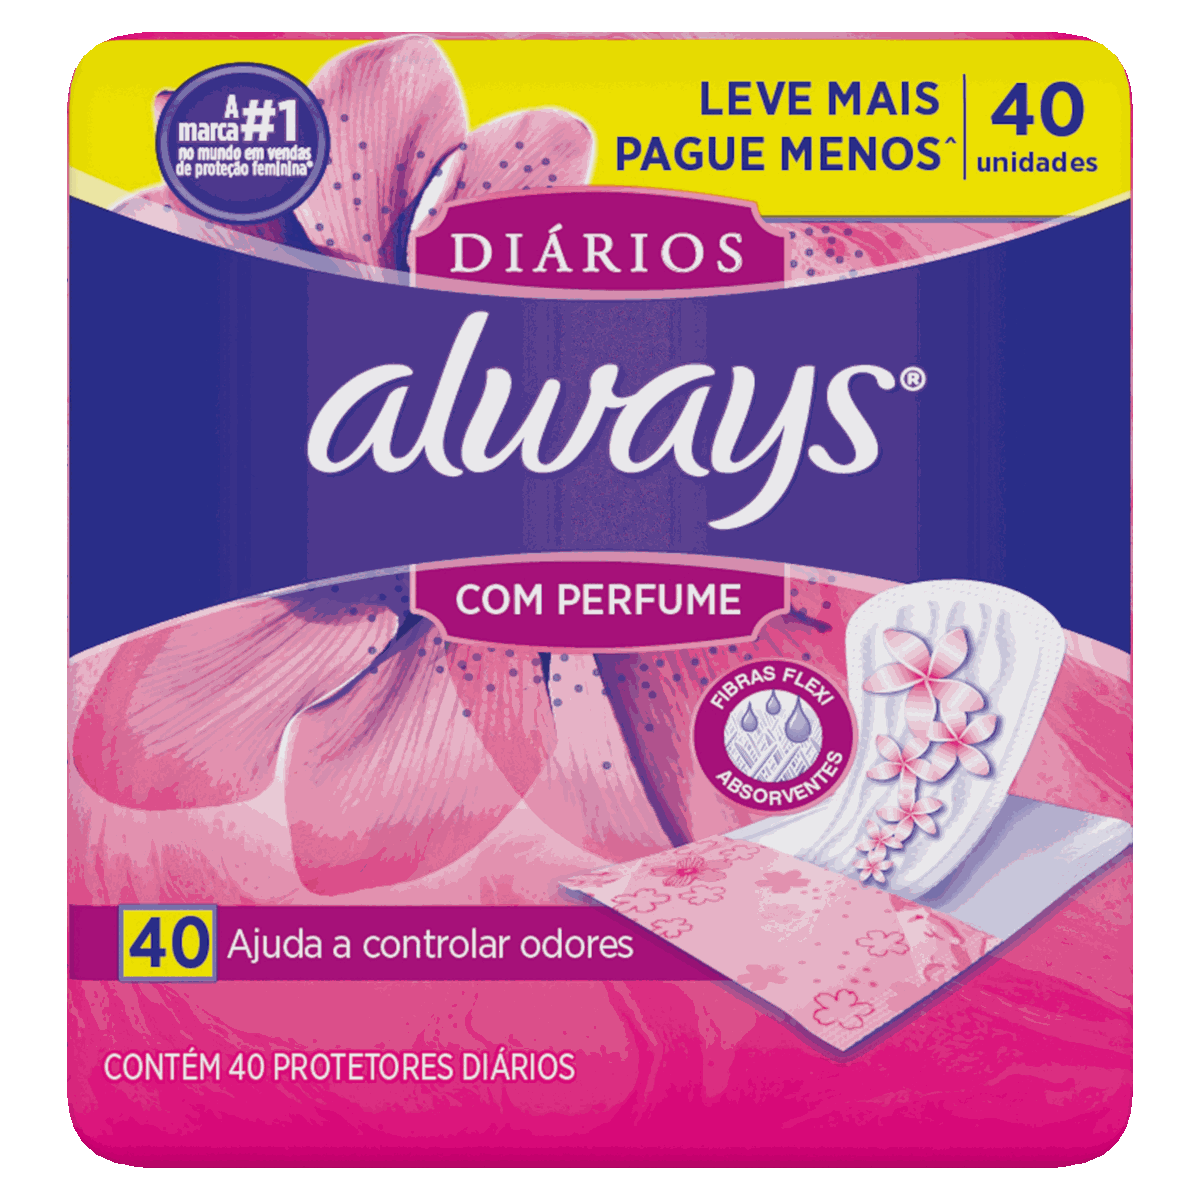 A
marca #1
no mundo em vendas
de proteção feminina*
LEVE MAIS
PAGUE MENOS^
40
unidades
DIÁRIOS
always®
COM PERFUME
FIBRAS FLEXI
ABSORVENTES
40 Ajuda a controlar odores
CONTÉM 40 PROTETORES DIÁRIOS